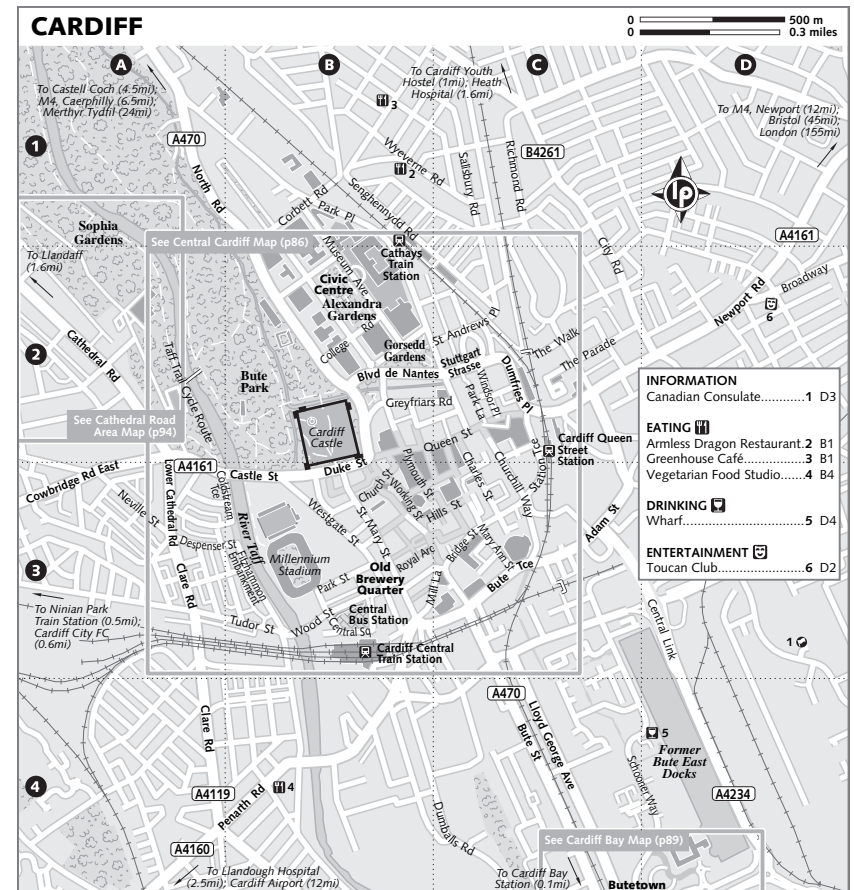 CARDIFF
0 500 m
0 0.3 miles
A
B
C
D
To Castell Coch (4.5mi);
M4, Caerphilly (6.5mi);
Merthyr Tydfil (24mi)
To Cardiff Youth
Hostel (1mi); Heath
Hospital (1.6mi)
3
To M4, Newport (12mi);
Bristol (45mi);
London (155mi)
1
A470
B4261
Wyeverne Rd
2
Salisbury Rd
Richmond Rd
North Rd
lp
Corbett Rd
Park Pl
Senghennydd Rd
Sophia
Gardens
See Central Cardiff Map (p86)
A4161
To Llandaff
(1.6mi)
Cathays
Train
Station
City Rd
Museum Ave
Civic
Centre
Alexandra
Gardens
Newport Rd
Broadway
6
2
Cathedral Rd
Taff Trail Cycle Route
College Rd
Gorsedd
Gardens
St Andrews Pl
The Walk
The Parade
Stuttgart
Strasse
Dumfries Pl
Windsor Pl
Park La
Bute
Park
Blvd de Nantes
Greyfriars Rd
INFORMATION
Canadian Consulate............1 D3
EATING
Armless Dragon Restaurant.2 B1
Greenhouse Café................3 B1
Vegetarian Food Studio.......4 B4
DRINKING
Wharf................................5 D4
ENTERTAINMENT
Toucan Club.......................6 D2
See Cathedral Road
Area Map (p94)
Cardiff
Castle
Queen St
Cardiff Queen
Street
Station
Station Tce
A4161
Castle St
Duke St
Cowbridge Rd East
Neville St
Lower Cathedral Rd
Coldstream
Tce
River Taff
Despenser St
Fitzhammon
Embankment
Westgate St
Church St
Working St
Plymouth St
Charles St
Churchill Way
Hills St
St Mary St
Adam St
3
Millennium
Stadium
Clare Rd
Park St
Royal Arc
Bridge St
Mary Ann St
Bute Tce
Old
Brewery
Quarter
Mill La
To Ninian Park
Train Station (0.5mi);
Cardiff City FC
(0.6mi)
Tudor St
Wood St
Central
Bus Station
Central Sq
Cardiff Central
Train Station
Central Link
1
A470
Clare Rd
Lloyd George Ave
Bute St
5
Former
Bute East
Docks
Schooner Way
4
A4119
Penarth Rd
4
A4234
Dumballs Rd
A4160
See Cardiff Bay Map (p89)
To Llandough Hospital
(2.5mi); Cardiff Airport (12mi)
To Cardiff Bay
Station (0.1mi)
Butetown